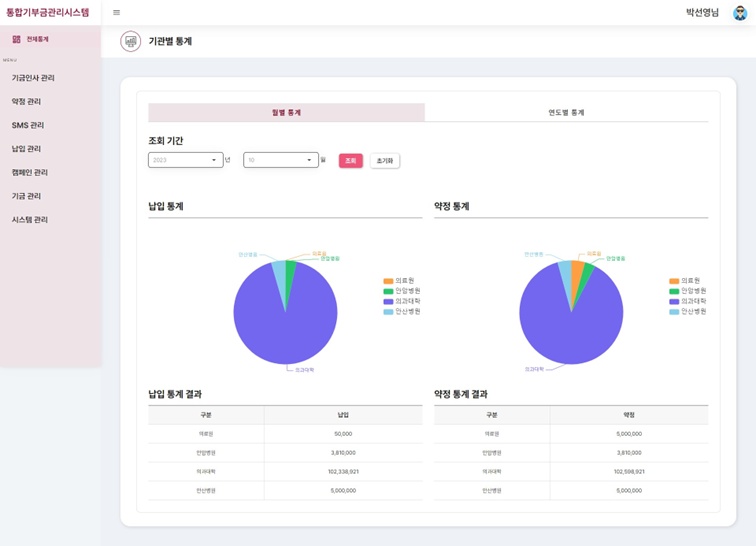 통합기부금관리시스템
박선영님
전체통계
MENU
기금인사 관리
약정 관리
SMS 관리
납입 관리
캠페인 관리
기금 관리
시스템 관리
기관별 통계
월별 통계
연도별 통계
조회 기간
2023 년 10 월 조회 초기화
납입 통계
안산병원 의료원
안암병원
의과대학
의료원
안암병원
의과대학
안산병원
약정 통계
안산병원 의료원
안암병원
의과대학
의료원
안암병원
의과대학
안산병원
납입 통계 결과
구분 납입
의료원 50,000
안암병원 3,810,000
의과대학 102,338,921
안산병원 5,000,000
약정 통계 결과
구분 약정
의료원 5,000,000
안암병원 3,810,000
의과대학 102,598,921
안산병원 5,000,000